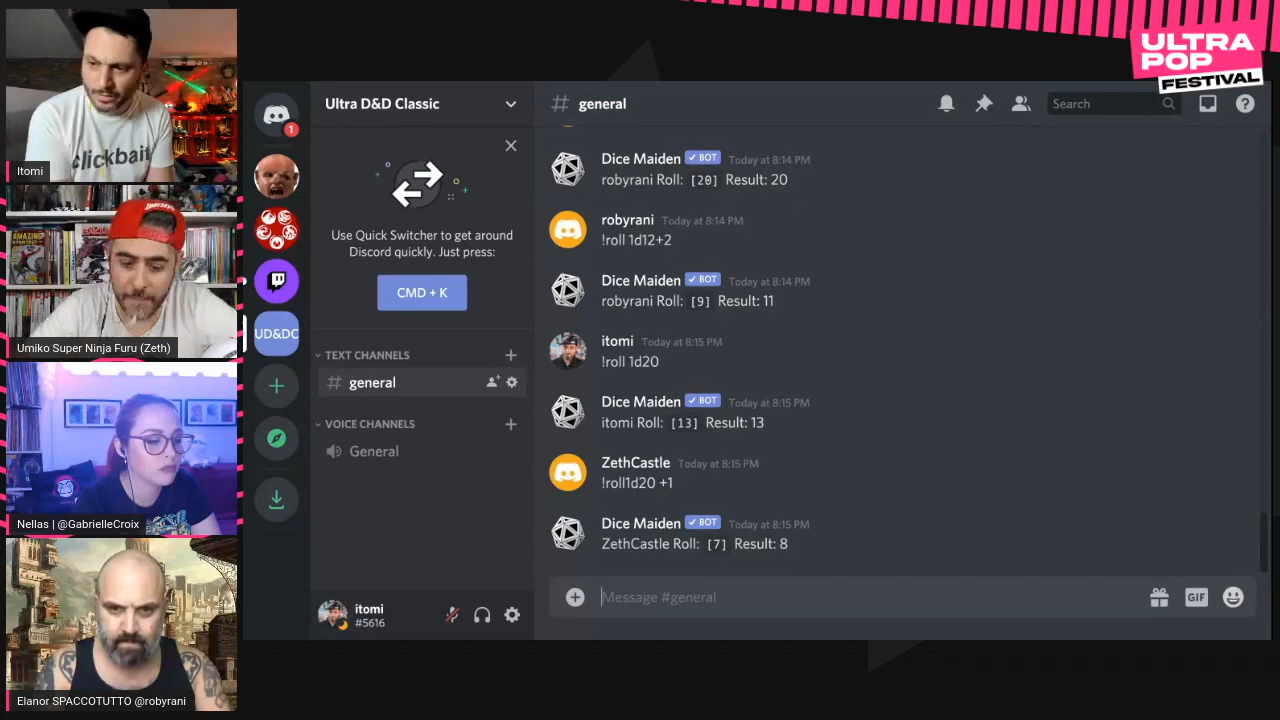 ULTRA
POP
FESTIVAL
clickbait
Itomi
AMAZING
Umiko Super Ninja Furu (Zeth)
Nellas | @GabrielleCroix
Elanor SPACCOTUTTO @robyrani
1
UD&DC
Ultra D&D Classic
Use Quick Switcher to get around
Discord quickly. Just press:
CMD + K
TEXT CHANNELS
# general
VOICE CHANNELS
General
itomi
#5616
# general
Search
Dice Maiden ✓ BOT Today at 8:14 PM
robyrani Roll: [20] Result: 20
robyrani Today at 8:14 PM
!roll 1d12+2
Dice Maiden ✓ BOT Today at 8:14 PM
robyrani Roll: [9] Result: 11
itomi Today at 8:15 PM
!roll 1d20
Dice Maiden ✓ BOT Today at 8:15 PM
itomi Roll: [13] Result: 13
ZethCastle Today at 8:15 PM
!roll1d20 +1
Dice Maiden ✓ BOT Today at 8:15 PM
ZethCastle Roll: [7] Result: 8
Message #general
GIF